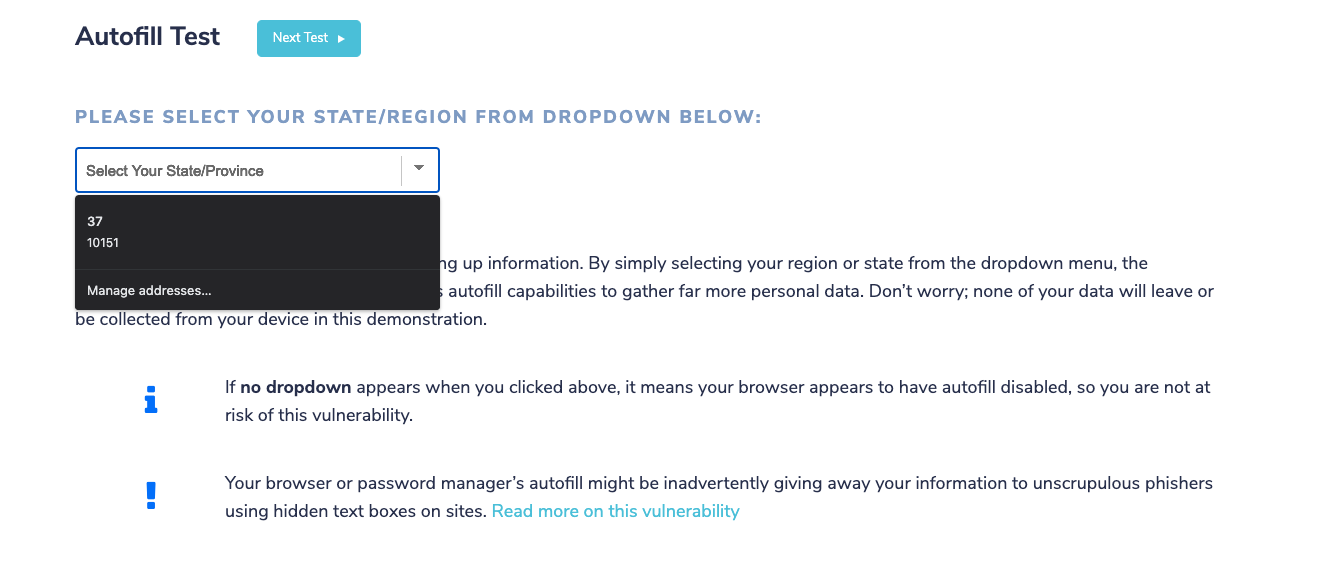 Autofill Test
Next Test ▶
PLEASE SELECT YOUR STATE/REGION FROM DROPDOWN BELOW:
Select Your State/Province
37
10151
Manage addresses...
up information. By simply selecting your region or state from the dropdown menu, the
autofill capabilities to gather far more personal data. Don’t worry; none of your data will leave or
be collected from your device in this demonstration.
If no dropdown appears when you clicked above, it means your browser appears to have autofill disabled, so you are not at
risk of this vulnerability.
Your browser or password manager’s autofill might be inadvertently giving away your information to unscrupulous phishers
using hidden text boxes on sites. Read more on this vulnerability